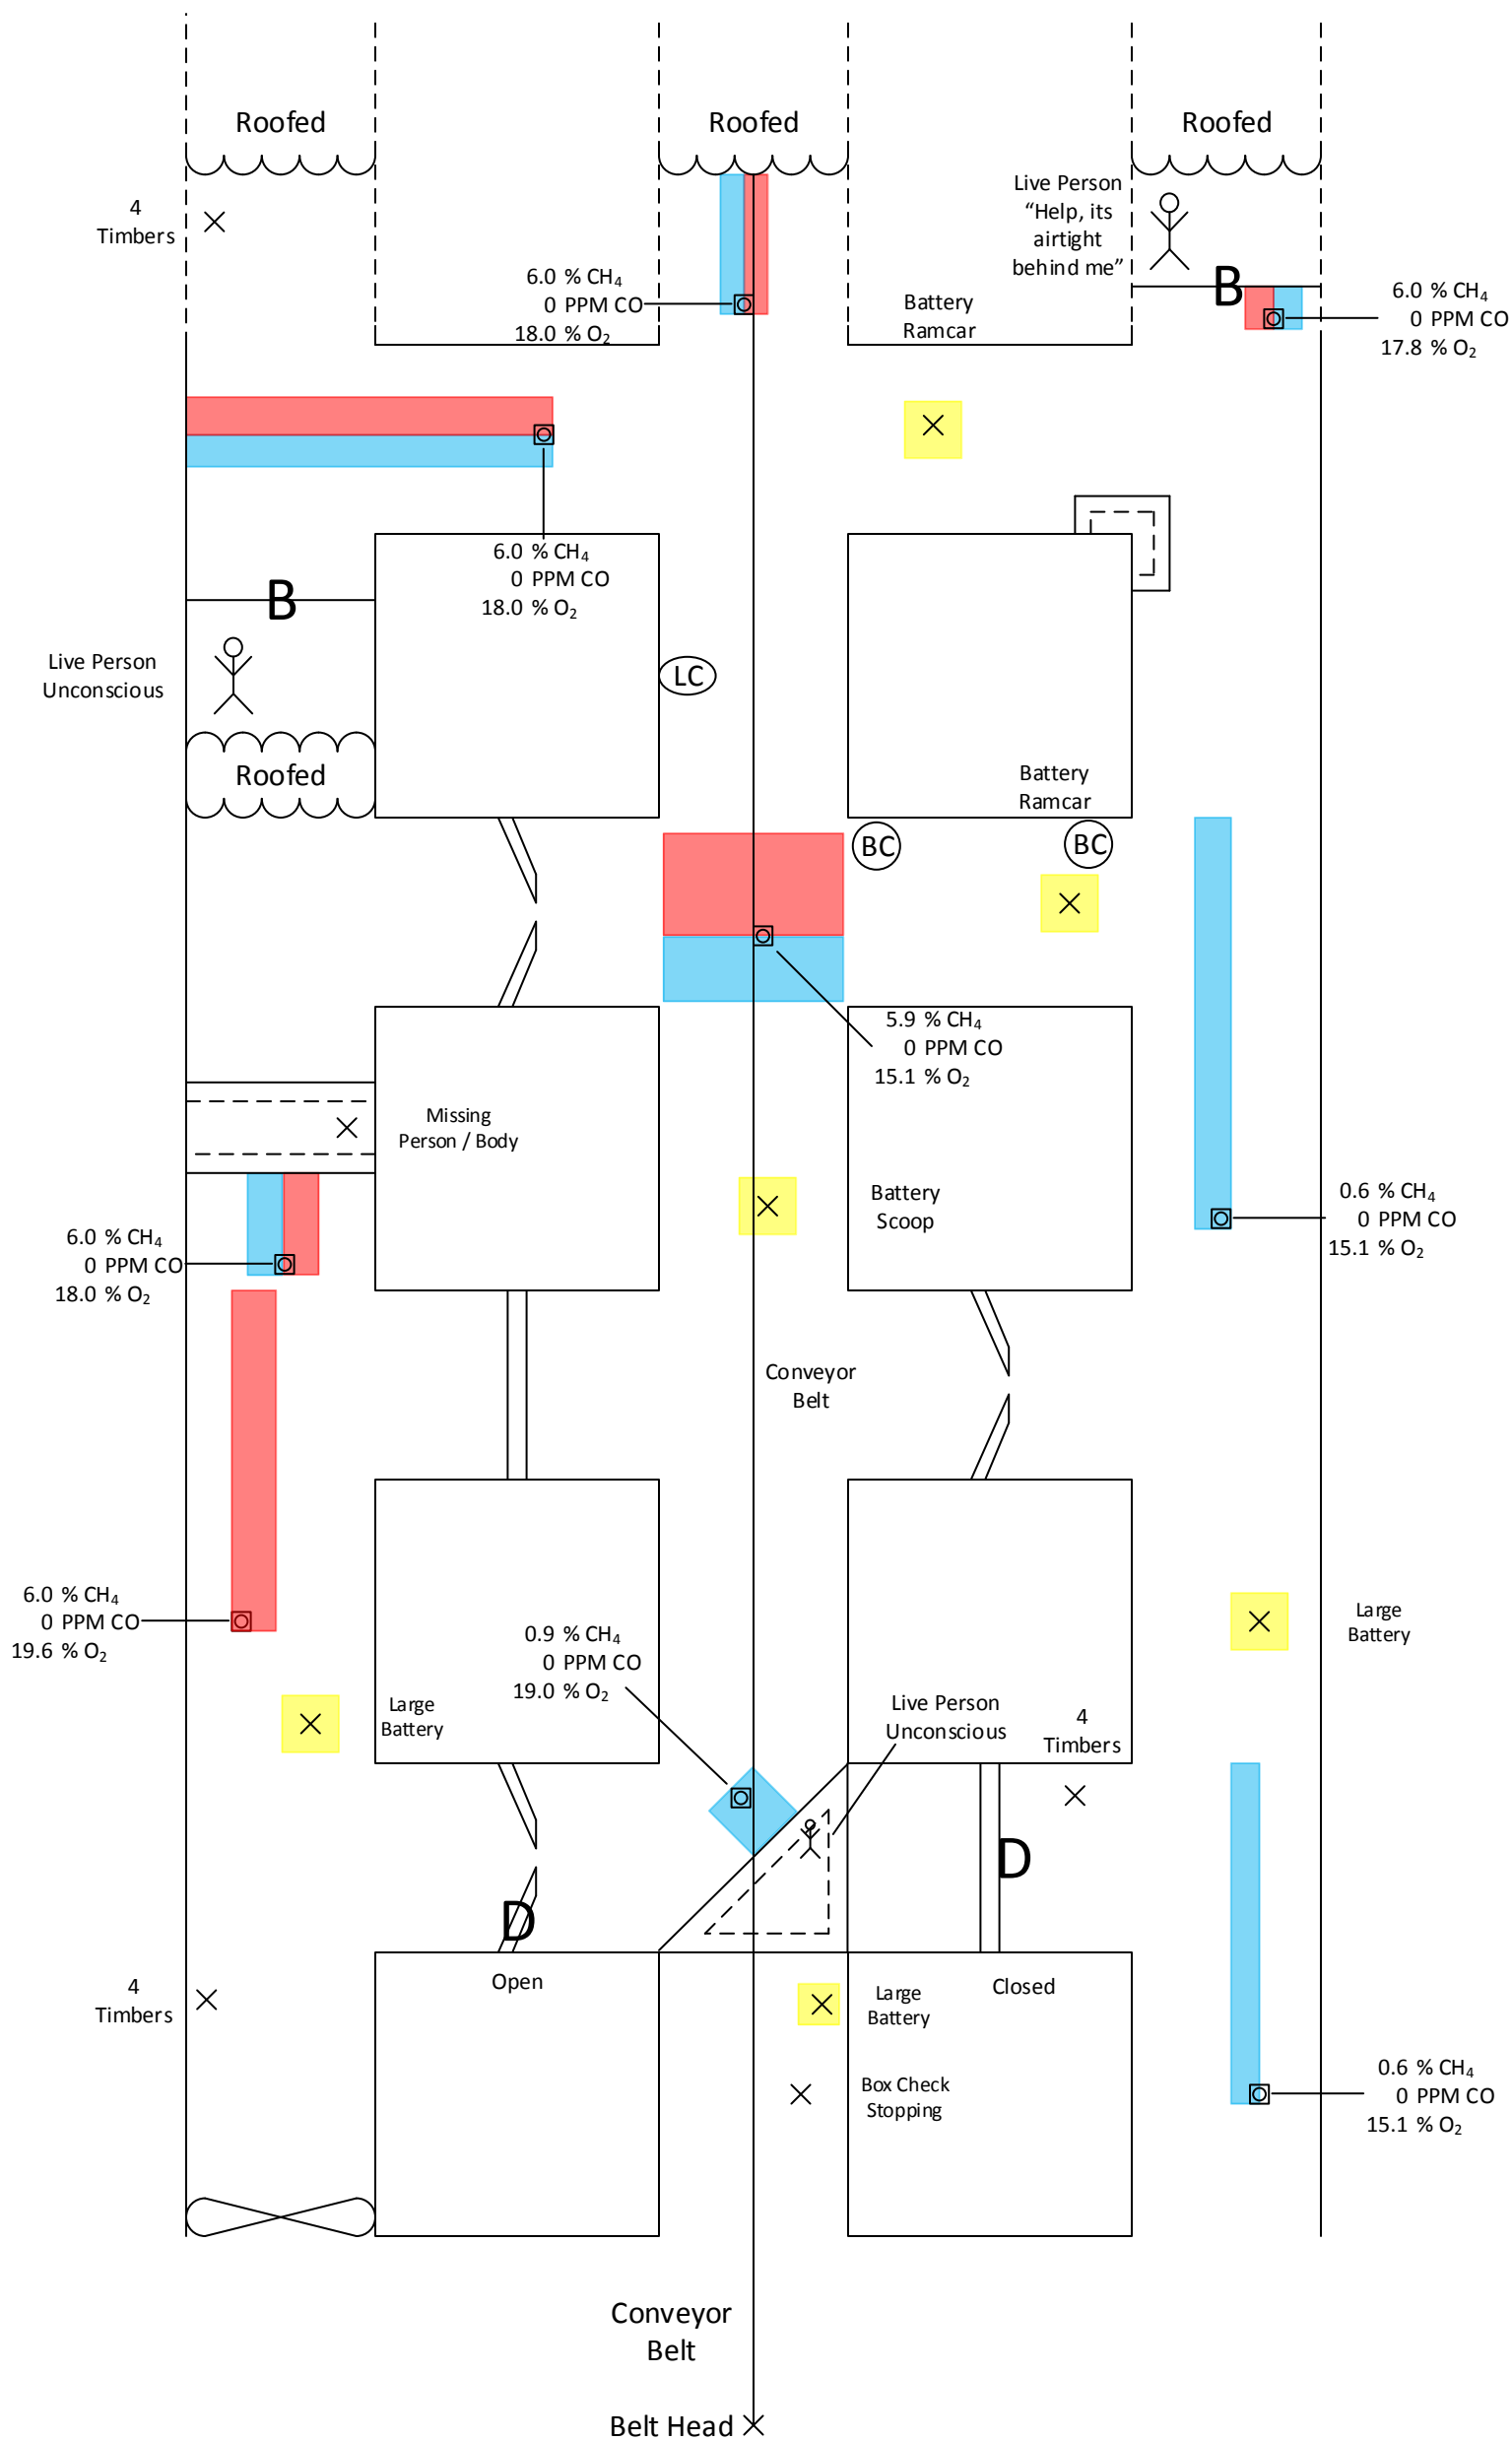 Roofed
Roofed
Roofed
4
Timbers
Live Person
“Help, its
airtight
behind me”
B
6.0 % CH₄
0 PPM CO
18.0 % O₂
Battery
Ramcar
6.0 % CH₄
0 PPM CO
17.8 % O₂
6.0 % CH₄
0 PPM CO
18.0 % O₂
B
Live Person
Unconscious
LC
Roofed
Battery
Ramcar
BC
BC
5.9 % CH₄
0 PPM CO
15.1 % O₂
Missing
Person / Body
Battery
Scoop
0.6 % CH₄
0 PPM CO
15.1 % O₂
6.0 % CH₄
0 PPM CO
18.0 % O₂
Conveyor
Belt
6.0 % CH₄
0 PPM CO
19.6 % O₂
0.9 % CH₄
0 PPM CO
19.0 % O₂
Large
Battery
Large
Battery
Live Person
Unconscious
4
Timbers
D
D
Open
Closed
4
Timbers
Large
Battery
Box Check
Stopping
0.6 % CH₄
0 PPM CO
15.1 % O₂
Conveyor
Belt
Belt Head